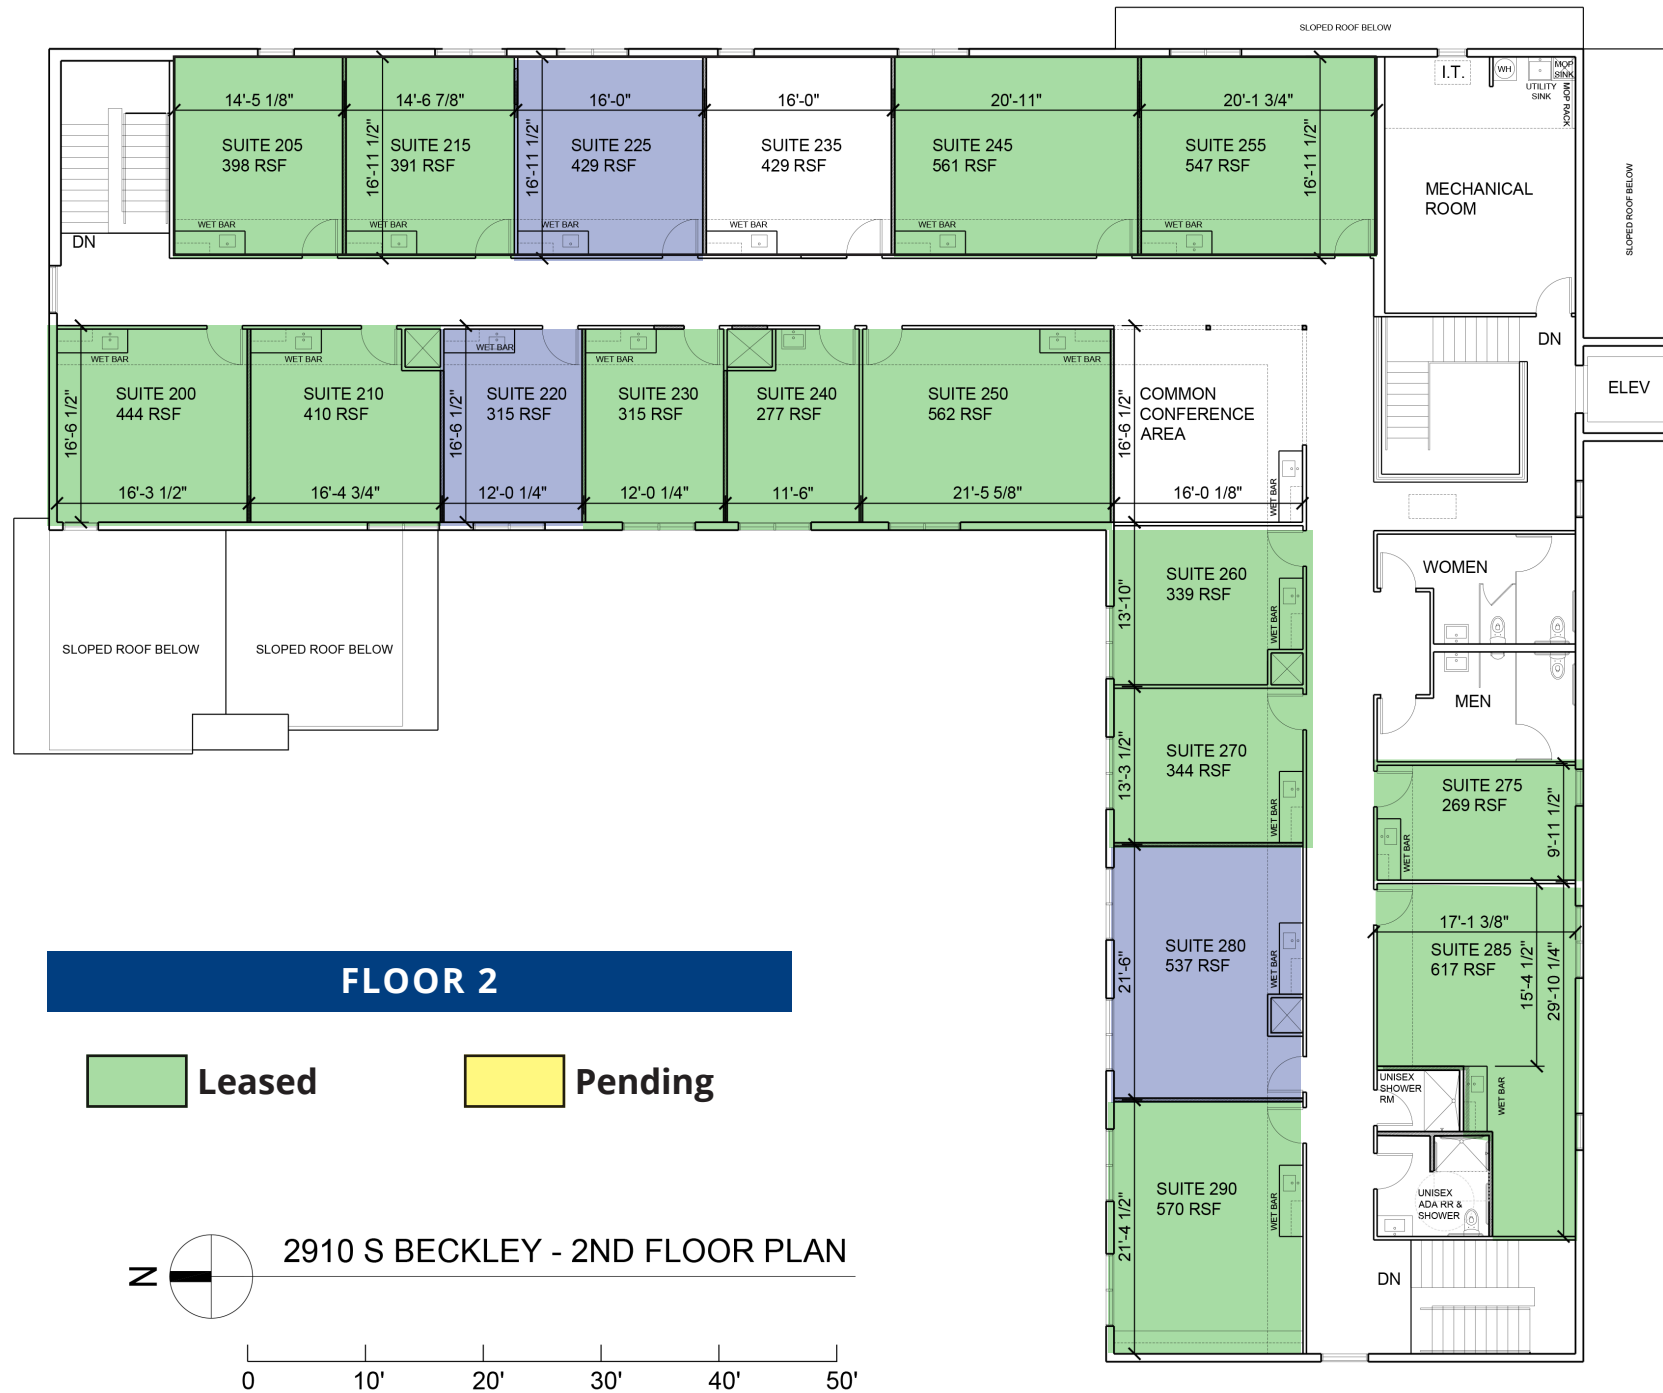 SLOPED ROOF BELOW
I.T.
WH
MOP
SINK
UTILITY
SINK
MOP RACK
14'-5 1/8"
14'-6 7/8"
16'-0"
16'-0"
20'-11"
20'-1 3/4"
SUITE 205
398 RSF
16'-11 1/2"
SUITE 215
391 RSF
16'-11 1/2"
SUITE 225
429 RSF
SUITE 235
429 RSF
SUITE 245
561 RSF
SUITE 255
547 RSF
16'-11 1/2"
MECHANICAL
ROOM
SLOPED ROOF BELOW
WET BAR
WET BAR
WET BAR
WET BAR
WET BAR
WET BAR
DN
DN
WET BAR
WET BAR
WET BAR
WET BAR
WET BAR
16'-6 1/2"
SUITE 200
444 RSF
SUITE 210
410 RSF
16'-6 1/2"
SUITE 220
315 RSF
SUITE 230
315 RSF
SUITE 240
277 RSF
SUITE 250
562 RSF
16'-6 1/2"
COMMON
CONFERENCE
AREA
ELEV
16'-3 1/2"
16'-4 3/4"
12'-0 1/4"
12'-0 1/4"
11'-6"
21'-5 5/8"
16'-0 1/8"
WET BAR
SLOPED ROOF BELOW
SLOPED ROOF BELOW
13'-10"
SUITE 260
339 RSF
WET BAR
WOMEN
MEN
13'-3 1/2"
SUITE 270
344 RSF
WET BAR
SUITE 275
269 RSF
9'-11 1/2"
WET BAR
21'-6"
SUITE 280
537 RSF
WET BAR
17'-1 3/8"
SUITE 285
617 RSF
15'-4 1/2"
29'-10 1/4"
UNISEX
SHOWER
RM
WET BAR
21'-4 1/2"
SUITE 290
570 RSF
WET BAR
UNISEX
ADA RR &
SHOWER
DN
FLOOR 2
Leased
Pending
N
2910 S BECKLEY - 2ND FLOOR PLAN
0 10' 20' 30' 40' 50'